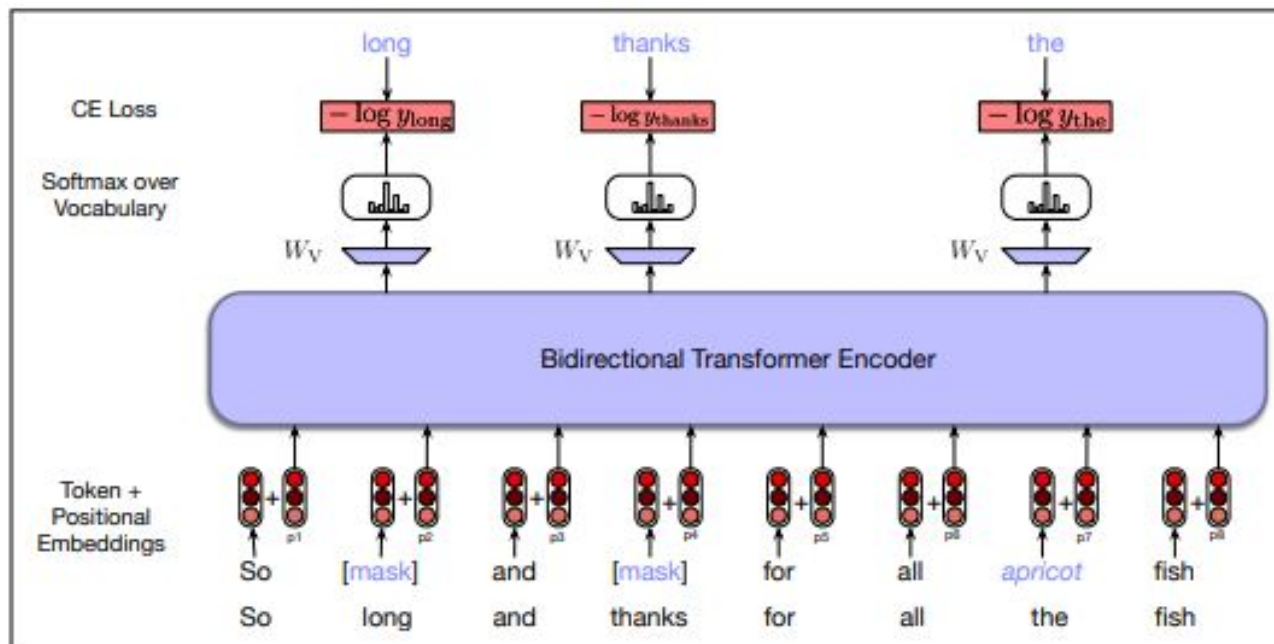 long thanks the
CE Loss
− log y_long − log y_thanks − log y_the
Softmax over
Vocabulary
W_V W_V W_V
Bidirectional Transformer Encoder
Token +
Positional
Embeddings
+ + + + + + + +
p1 p2 p3 p4 p5 p6 p7 p8
So [mask] and [mask] for all apricot fish
So long and thanks for all the fish